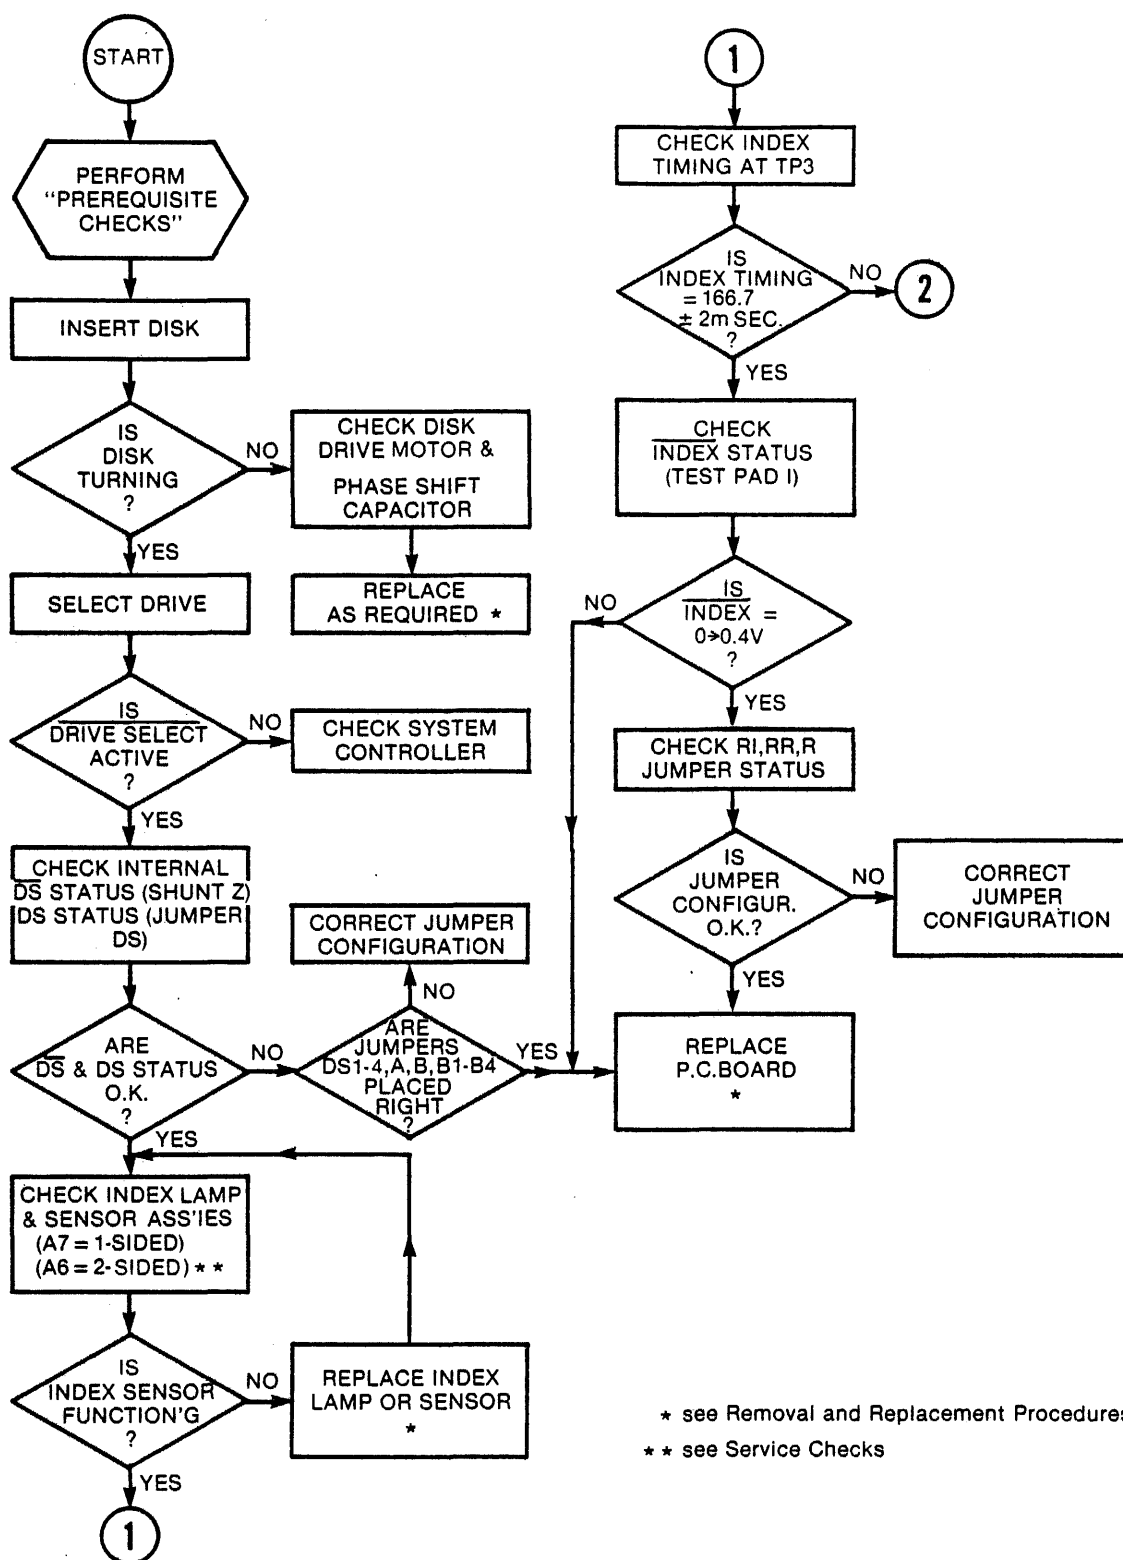 START
PERFORM
"PREREQUISITE
CHECKS"
INSERT DISK
IS
DISK
TURNING
?
NO
CHECK DISK
DRIVE MOTOR &
PHASE SHIFT
CAPACITOR
REPLACE
AS REQUIRED *
YES
SELECT DRIVE
IS
DRIVE SELECT
ACTIVE
?
NO
CHECK SYSTEM
CONTROLLER
YES
CHECK INTERNAL
DS STATUS (SHUNT Z)
DS STATUS (JUMPER
DS)
ARE
DS & DS STATUS
O.K.
?
NO
ARE
JUMPERS
DS1-4, A, B, B1-B4
PLACED
RIGHT
?
NO
CORRECT JUMPER
CONFIGURATION
YES
YES
CHECK INDEX LAMP
& SENSOR ASS'IES
(A7 = 1-SIDED)
(A6 = 2-SIDED) * *
IS
INDEX SENSOR
FUNCTION'G
?
NO
REPLACE INDEX
LAMP OR SENSOR
*
YES
1
1
CHECK INDEX
TIMING AT TP3
IS
INDEX TIMING
= 166.7
± 2m SEC.
?
NO
2
YES
CHECK
INDEX STATUS
(TEST PAD I)
IS
INDEX =
0→0.4V
?
NO
YES
CHECK RI,RR,R
JUMPER STATUS
IS
JUMPER
CONFIGUR.
O.K.?
NO
CORRECT
JUMPER
CONFIGURATION
YES
REPLACE
P.C.BOARD
*
* see Removal and Replacement Procedures
* * see Service Checks